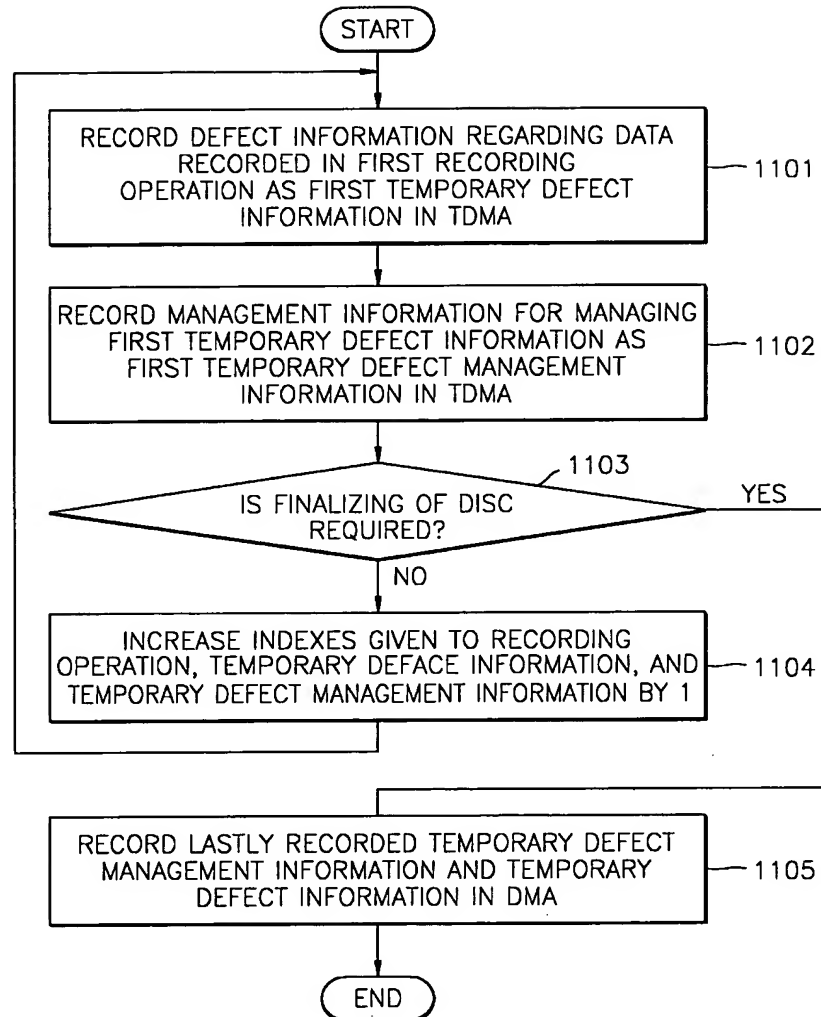 START
RECORD DEFECT INFORMATION REGARDING DATA
RECORDED IN FIRST RECORDING
OPERATION AS FIRST TEMPORARY DEFECT
INFORMATION IN TDMA
1101
RECORD MANAGEMENT INFORMATION FOR MANAGING
FIRST TEMPORARY DEFECT INFORMATION AS
FIRST TEMPORARY DEFECT MANAGEMENT
INFORMATION IN TDMA
1102
1103
IS FINALIZING OF DISC
REQUIRED?
YES
NO
INCREASE INDEXES GIVEN TO RECORDING
OPERATION, TEMPORARY DEFACE INFORMATION, AND
TEMPORARY DEFECT MANAGEMENT INFORMATION BY 1
1104
RECORD LASTLY RECORDED TEMPORARY DEFECT
MANAGEMENT INFORMATION AND TEMPORARY
DEFECT INFORMATION IN DMA
1105
END